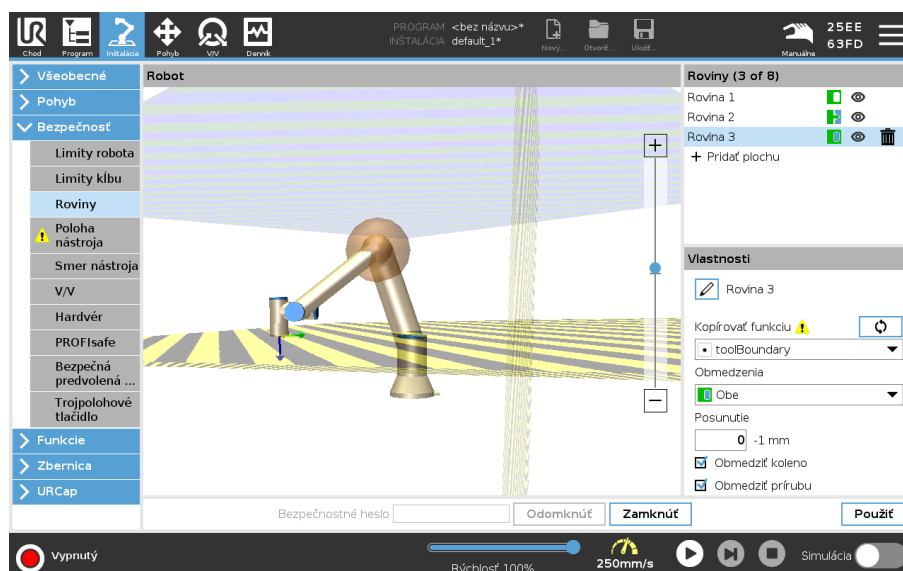 PROGRAM <bez názvu>*
INŠTALÁCIA default_1*
Chod
Program
Inštalácia
Pohyb
V/V
Denník
Nový...
Otvoriť...
Uložiť...
Manuálne
25EE
63FD
Všeobecné
Pohyb
Bezpečnosť
Limity robota
Limity kĺbu
Roviny
Poloha
nástroja
Smer nástroja
V/V
Hardvér
PROFIsafe
Bezpečná
predvolená ...
Trojpolohové
tlačidlo
Funkcie
Zbernica
URCap
Robot
Roviny (3 of 8)
Rovina 1
Rovina 2
Rovina 3
+ Pridať plochu
Vlastnosti
Rovina 3
Kopírovať funkciu
toolBoundary
Obmedzenia
Obe
Posunutie
0 -1 mm
Obmedziť koleno
Obmedziť prírubu
Bezpečnostné heslo
Odomknúť
Zamknúť
Použiť
Vypnutý
Rýchlosť 100%
250mm/s
Simulácia